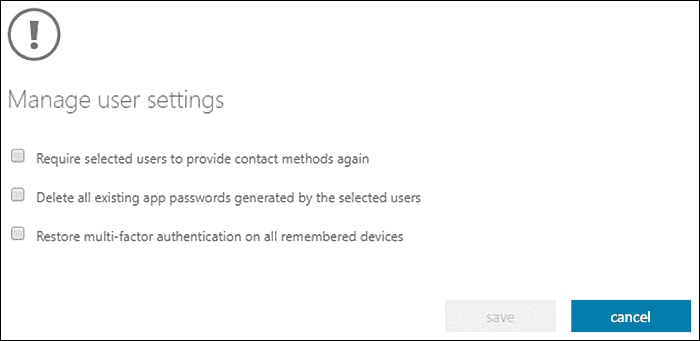 Manage user settings
Require selected users to provide contact methods again
Delete all existing app passwords generated by the selected users
Restore multi-factor authentication on all remembered devices
save cancel